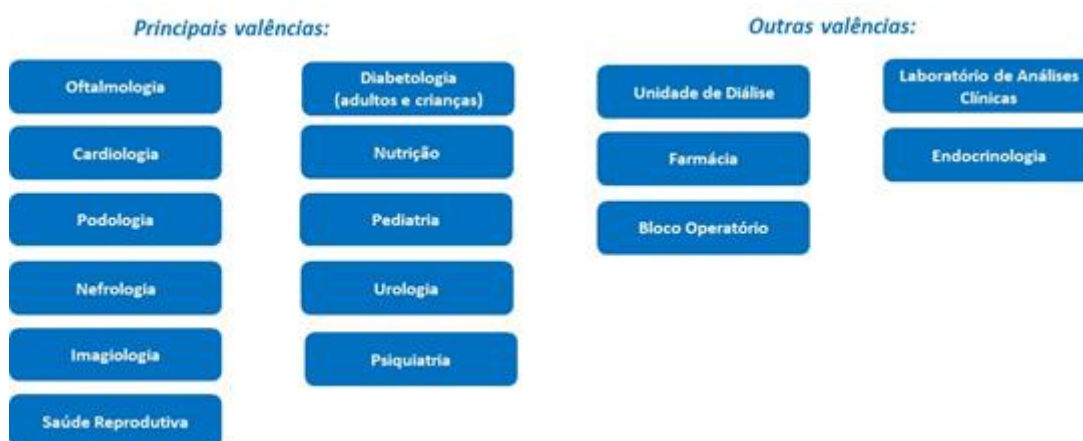 Principais valências:
Oftalmologia
Cardiologia
Podologia
Nefrologia
Imagiologia
Saúde Reprodutiva
Diabetologia
(adultos e crianças)
Nutrição
Pediatria
Urologia
Psiquiatria
Outras valências:
Unidade de Diálise
Farmácia
Bloco Operatório
Laboratório de Análises
Clínicas
Endocrinologia